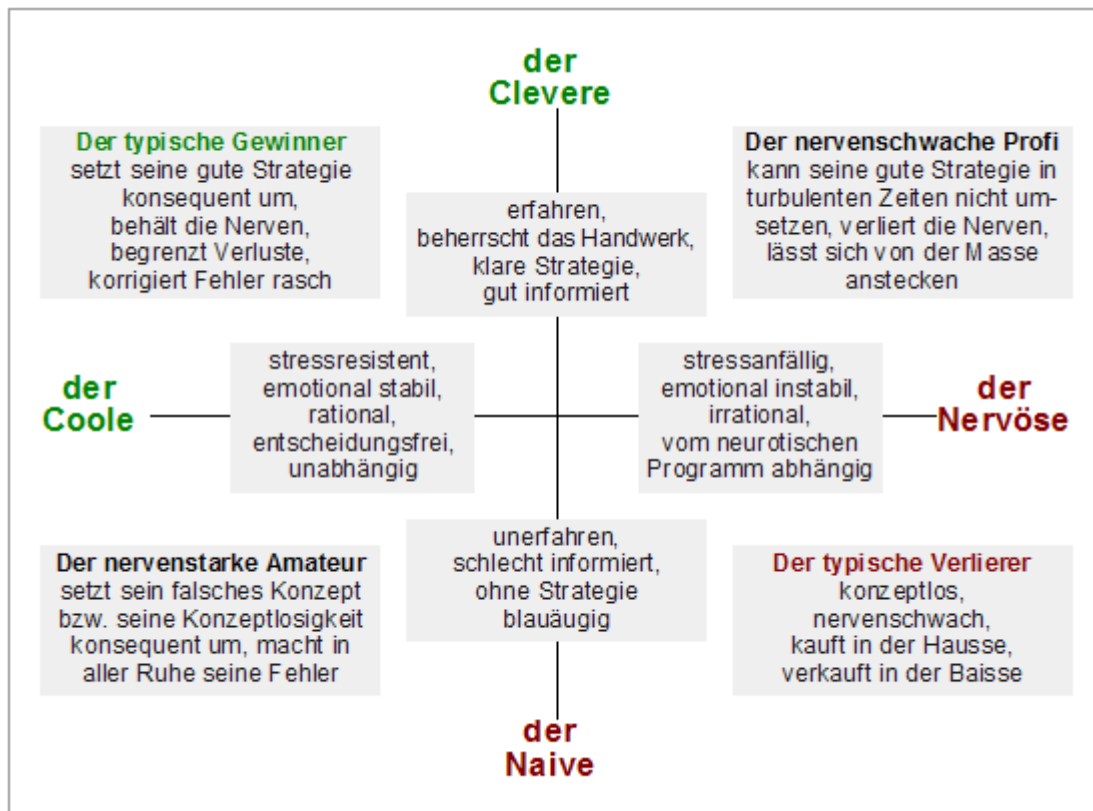 der
Clevere
Der typische Gewinner
setzt seine gute Strategie
konsequent um,
behält die Nerven,
begrenzt Verluste,
korrigiert Fehler rasch
Der nervenschwache Profi
kann seine gute Strategie in
turbulenten Zeiten nicht um-
setzen, verliert die Nerven,
lässt sich von der Masse
anstecken
erfahren,
beherrscht das Handwerk,
klare Strategie,
gut informiert
der
Coole
stressresistent,
emotional stabil,
rational,
entscheidungsfrei,
unabhängig
stressanfällig,
emotional instabil,
irrational,
vom neurotischen
Programm abhängig
der
Nervöse
unerfahren,
schlecht informiert,
ohne Strategie
blauäugig
Der nervenstarke Amateur
setzt sein falsches Konzept
bzw. seine Konzeptlosigkeit
konsequent um, macht in
aller Ruhe seine Fehler
Der typische Verlierer
konzeptlos,
nervenschwach,
kauft in der Hausse,
verkauft in der Baisse
der
Naive